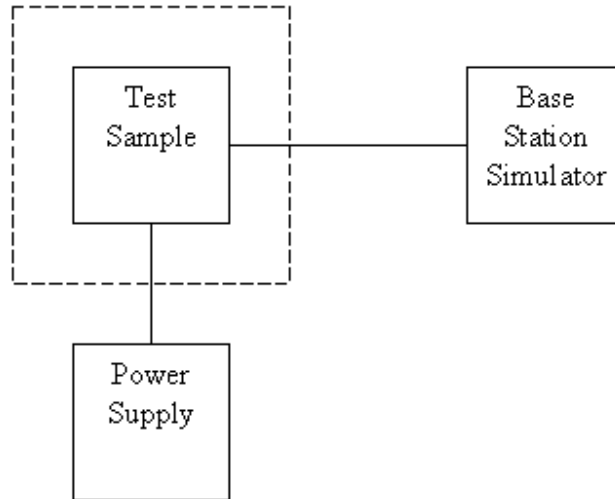 Test
Sample
Base
Station
Simulator
Power
Supply